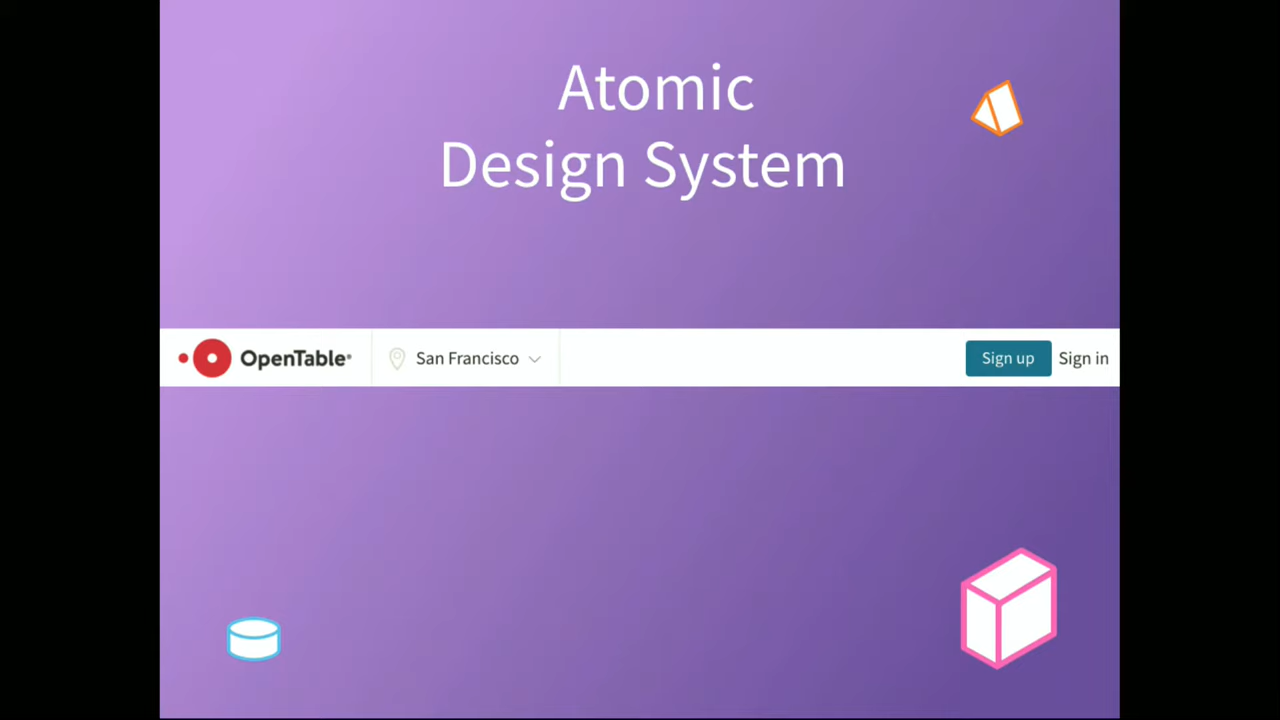 Atomic
Design System
OpenTable®
San Francisco
Sign up
Sign in